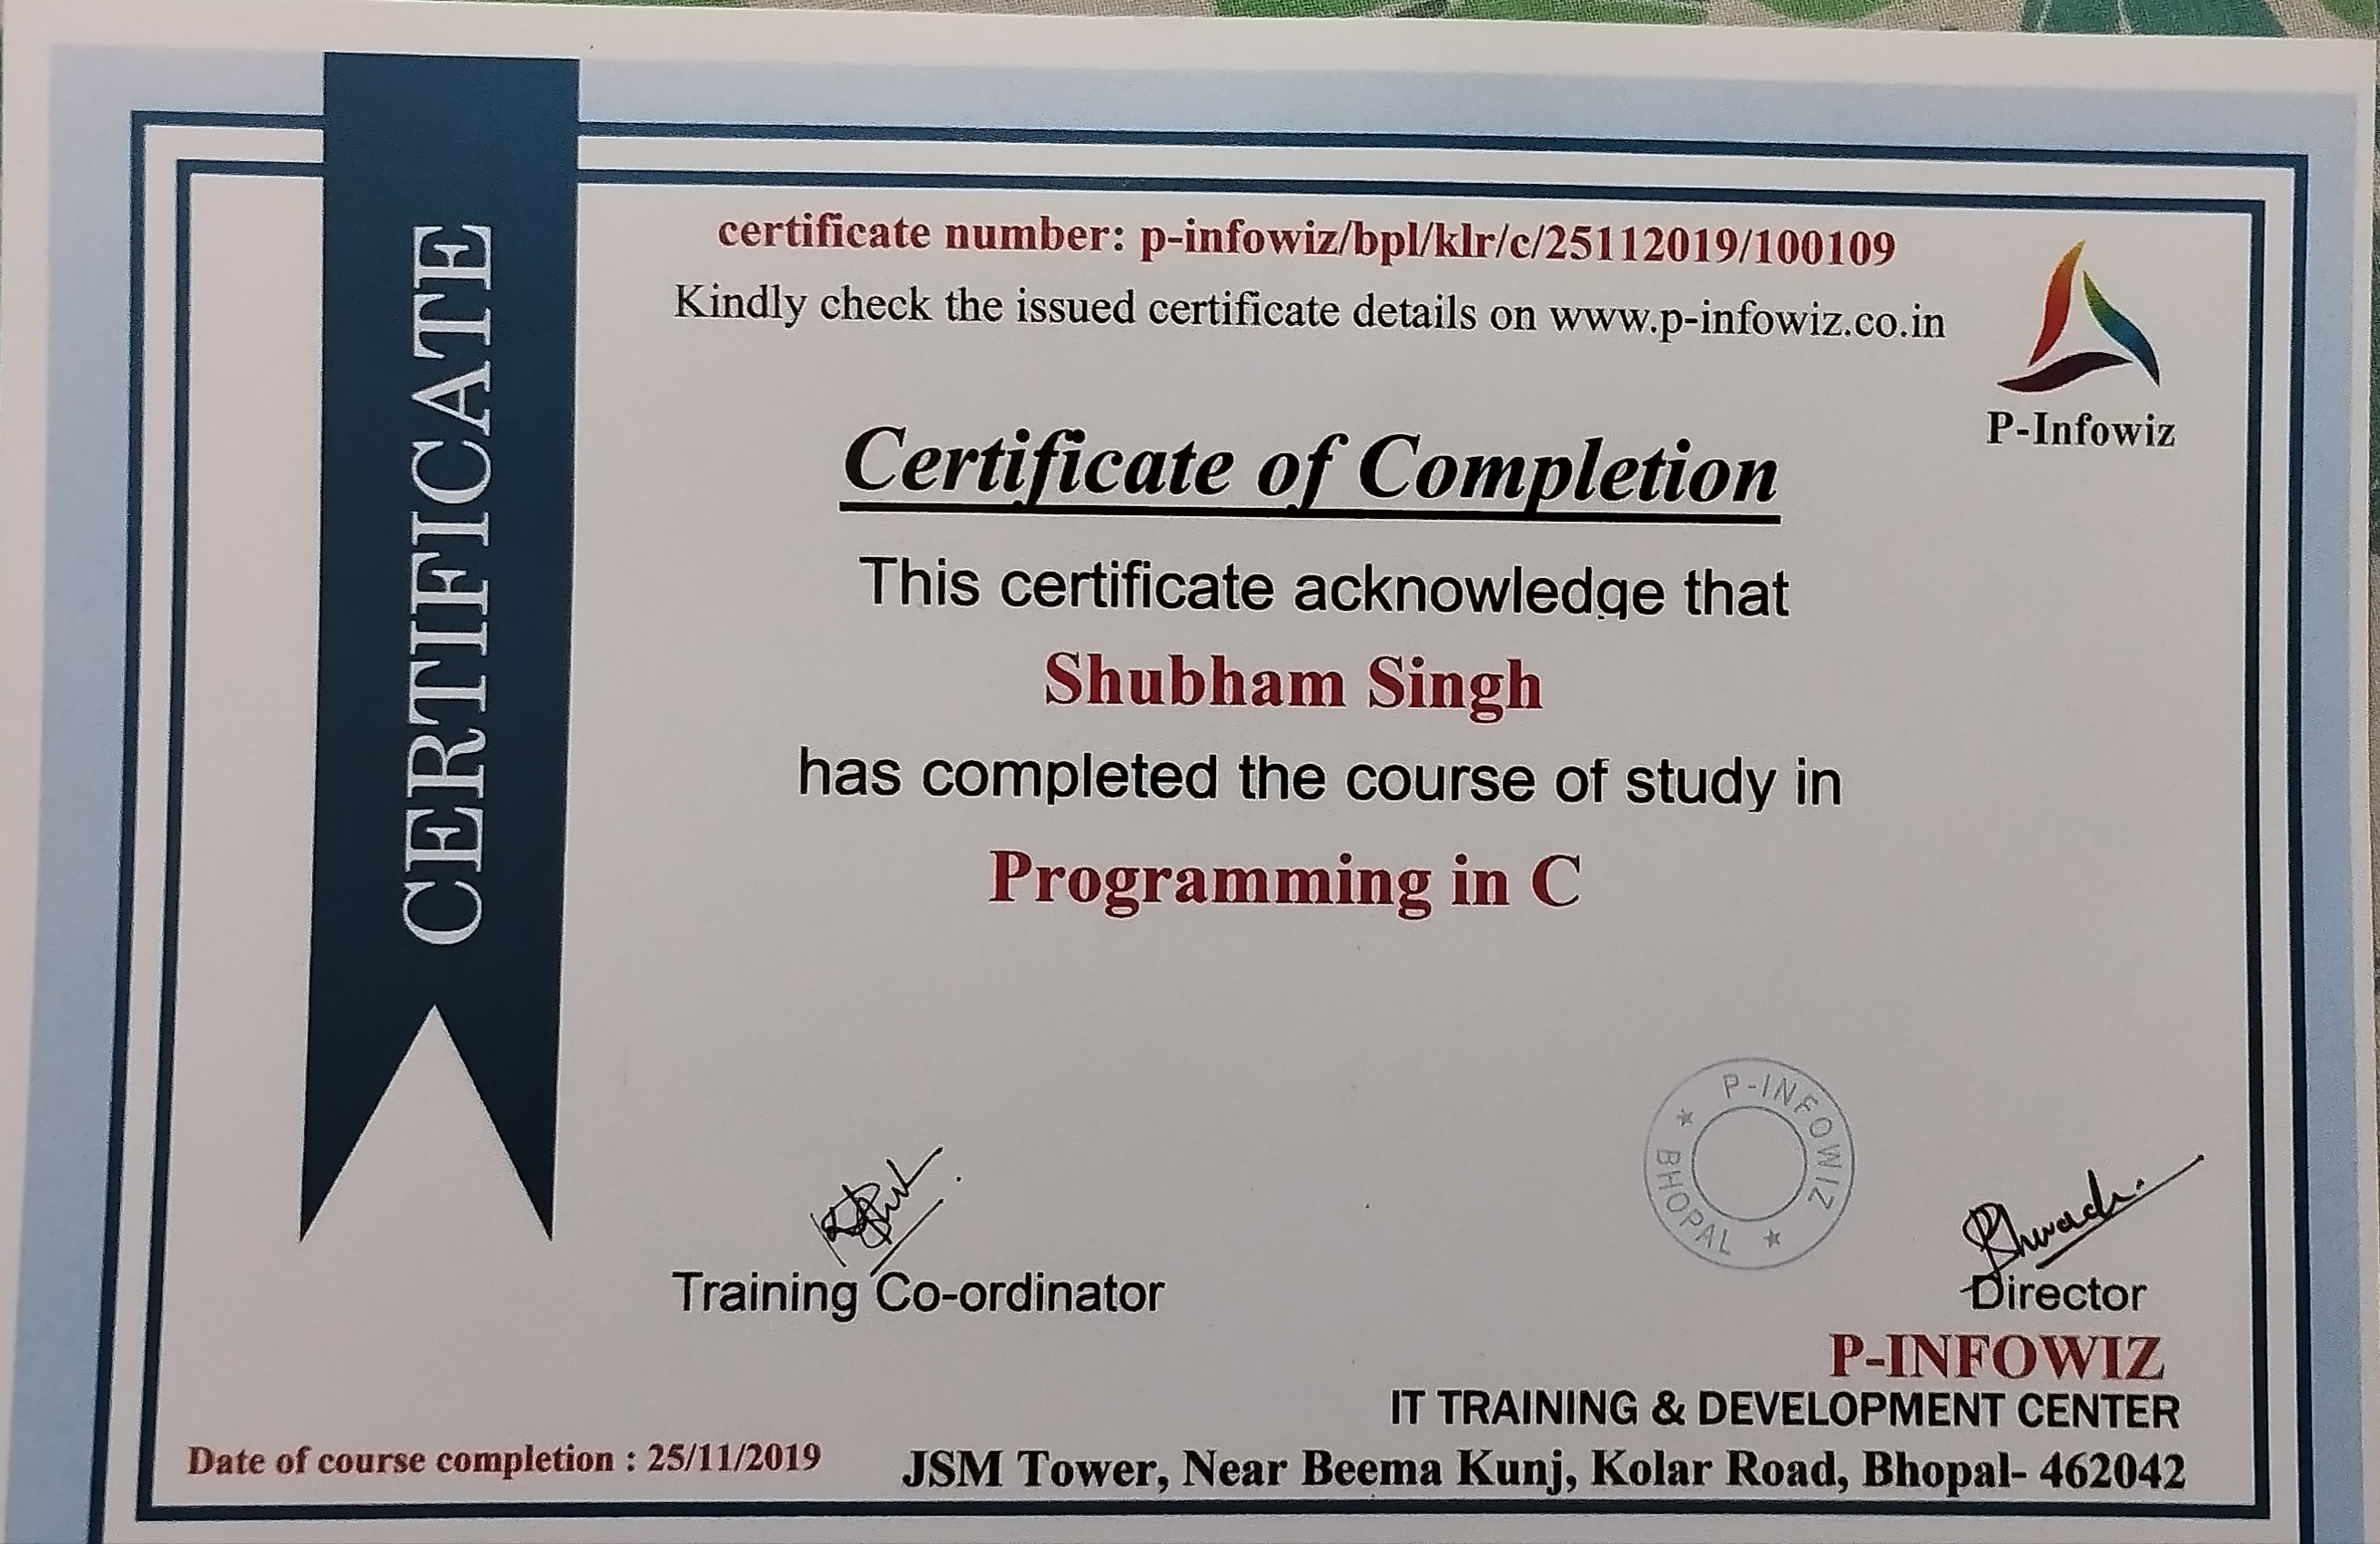 CERTIFICATE
certificate number: p-infowiz/bpl/klr/c/25112019/100109
Kindly check the issued certificate details on www.p-infowiz.co.in
P-Infowiz
Certificate of Completion
This certificate acknowledge that
Shubham Singh
has completed the course of study in
Programming in C
P-INFOWIZ
BHOPAL
Training Co-ordinator
Director
P-INFOWIZ
IT TRAINING & DEVELOPMENT CENTER
Date of course completion : 25/11/2019
JSM Tower, Near Beema Kunj, Kolar Road, Bhopal- 462042